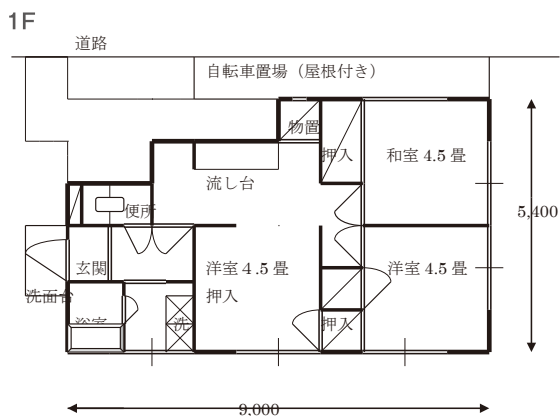 1F
道路
自転車置場（屋根付き）
物置
押入
和室 4.5 畳
流し台
便所
5,400
玄関
洋室 4.5 畳
洋室 4.5 畳
洗面台
押入
浴室
洗
押入
9,000